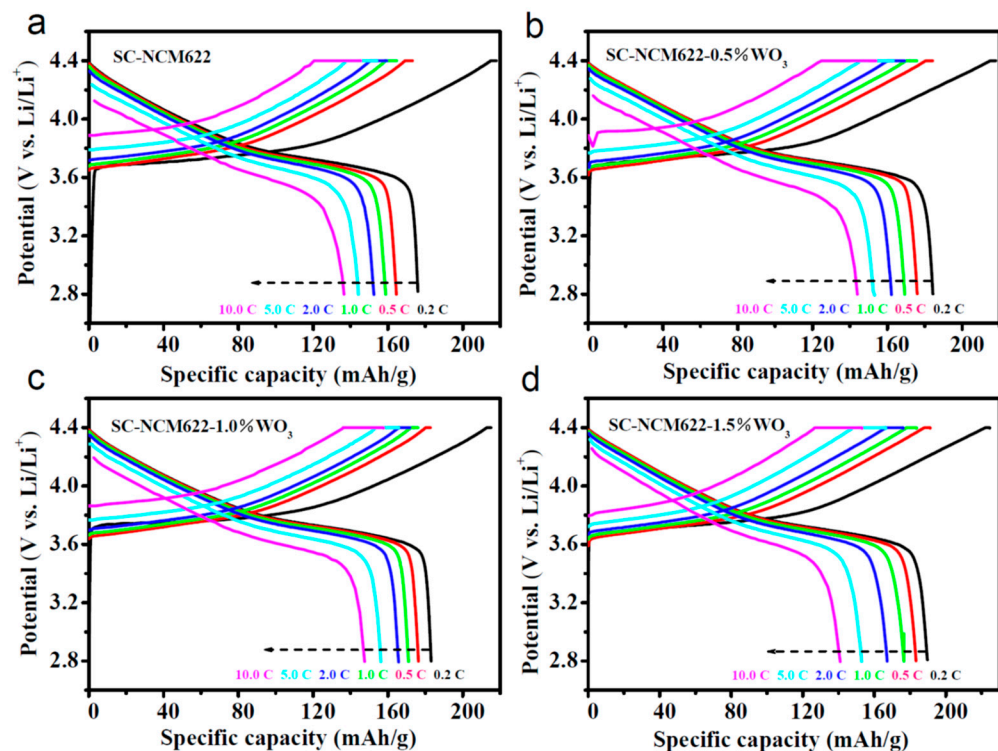 a
SC-NCM622
Potential (V vs. Li/Li⁺)
4.4
4.0
3.6
3.2
2.8
10.0 C 5.0 C 2.0 C 1.0 C 0.5 C 0.2 C
0 40 80 120 160 200
Specific capacity (mAh/g)
b
SC-NCM622-0.5%WO₃
Potential (V vs. Li/Li⁺)
4.4
4.0
3.6
3.2
2.8
10.0 C 5.0 C 2.0 C 1.0 C 0.5 C 0.2 C
0 40 80 120 160 200
Specific capacity (mAh/g)
c
SC-NCM622-1.0%WO₃
Potential (V vs. Li/Li⁺)
4.4
4.0
3.6
3.2
2.8
10.0 C 5.0 C 2.0 C 1.0 C 0.5 C 0.2 C
0 40 80 120 160 200
Specific capacity (mAh/g)
d
SC-NCM622-1.5%WO₃
Potential (V vs. Li/Li⁺)
4.4
4.0
3.6
3.2
2.8
10.0 C 5.0 C 2.0 C 1.0 C 0.5 C 0.2 C
0 40 80 120 160 200
Specific capacity (mAh/g)